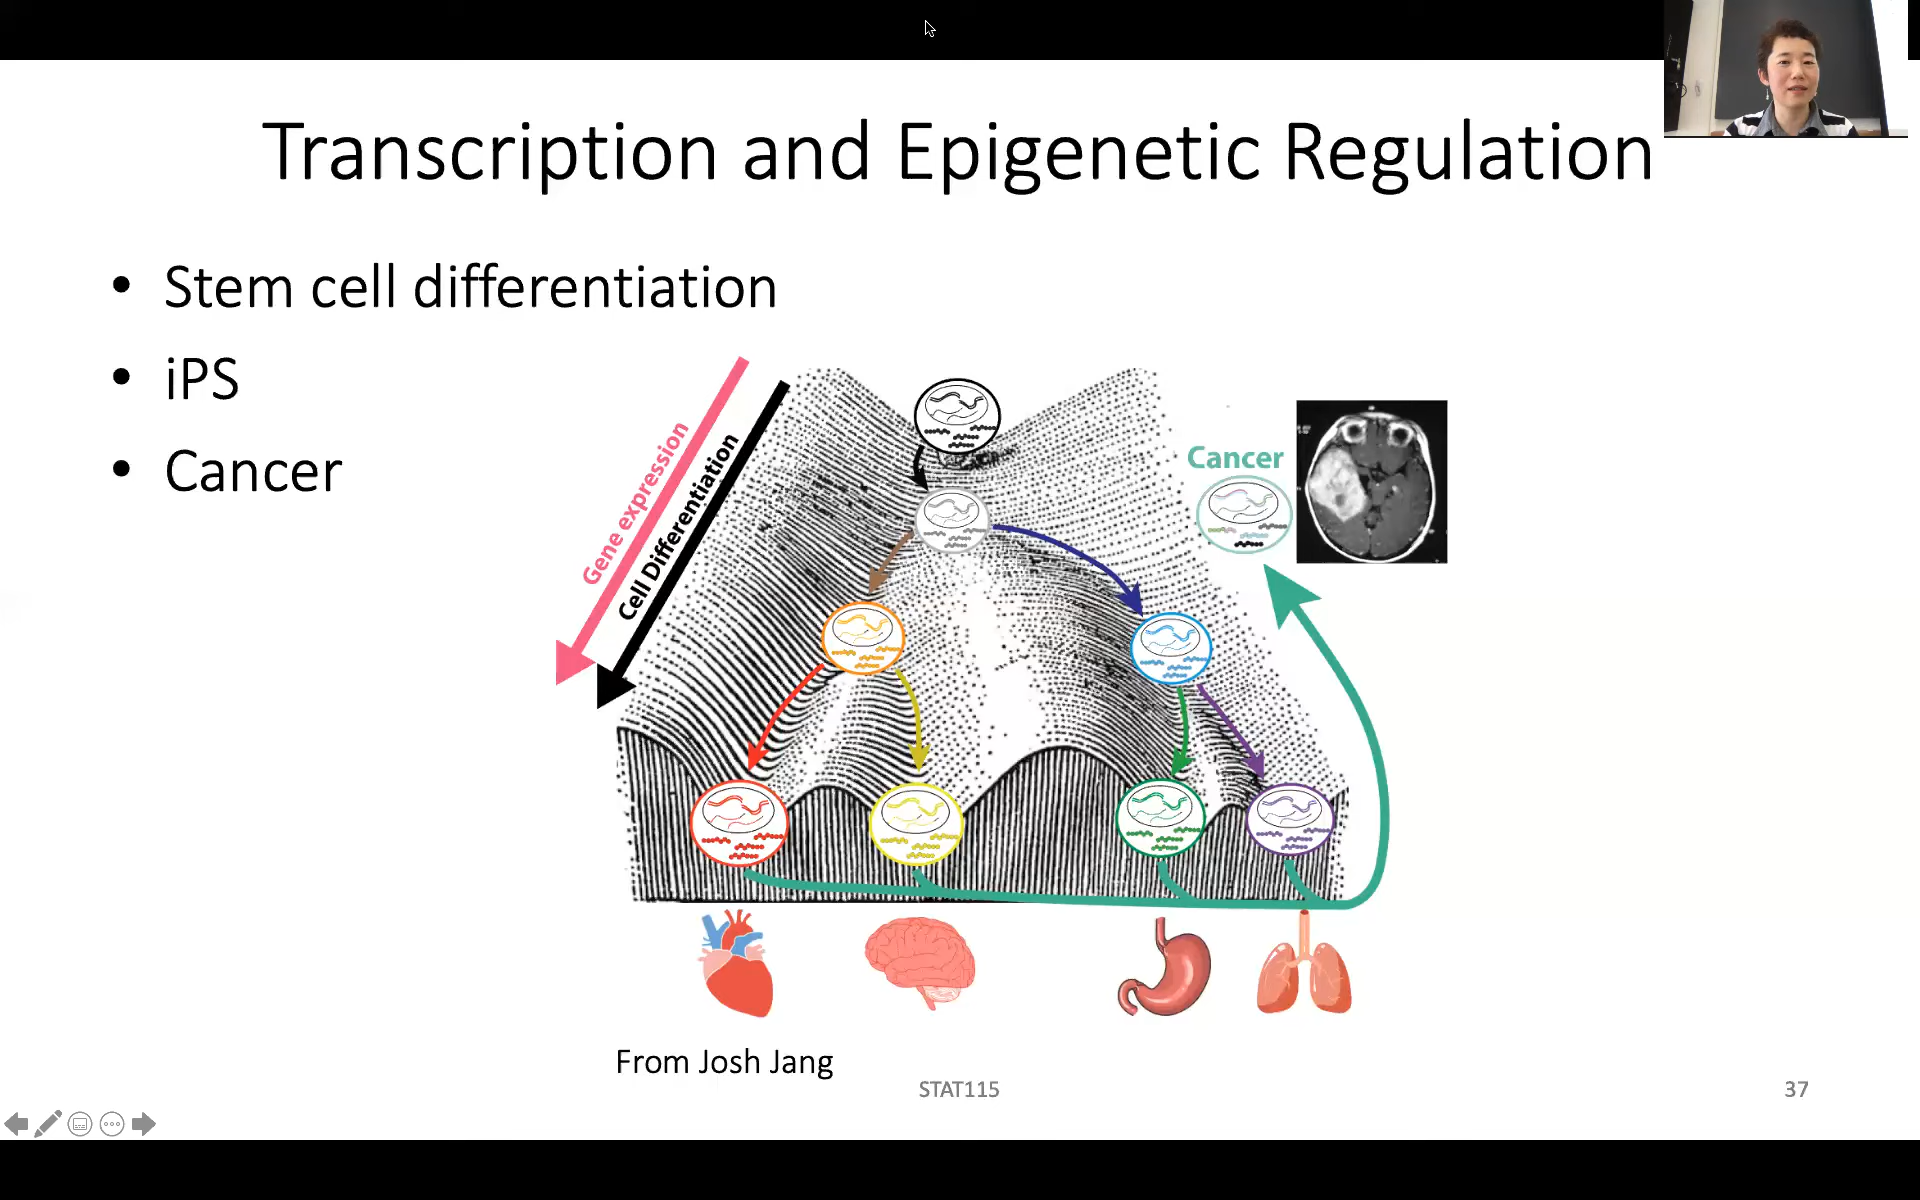 Transcription and Epigenetic Regulation
• Stem cell differentiation
• iPS
• Cancer
Gene expression
Cell Differentiation
Cancer
From Josh Jang
STAT115
37